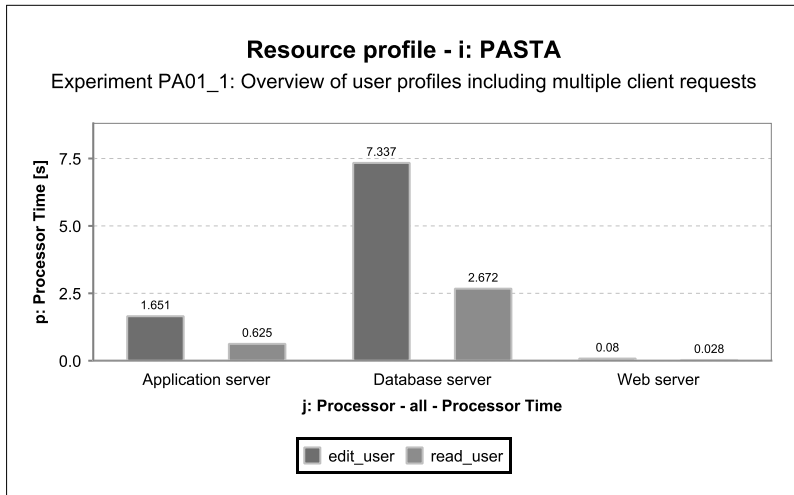 Resource profile - i: PASTA
Experiment PA01_1: Overview of user profiles including multiple client requests
p: Processor Time [s]
7.5
5.0
2.5
0.0
1.651
0.625
7.337
2.672
0.08
0.028
Application server
Database server
Web server
j: Processor - all - Processor Time
edit_user
read_user